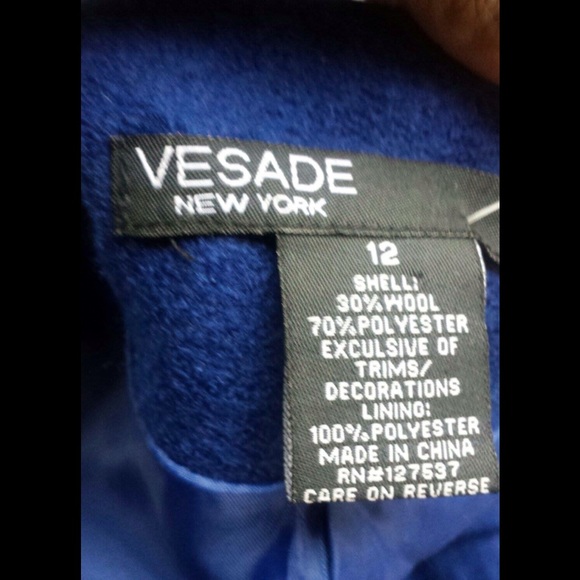 VESADE
NEW YORK
12
SHELL:
30%WOOL
70%POLYESTER
EXCULSIVE OF
TRIMS/
DECORATIONS
LINING:
100%POLYESTER
MADE IN CHINA
RN#127537
CARE ON REVERSE